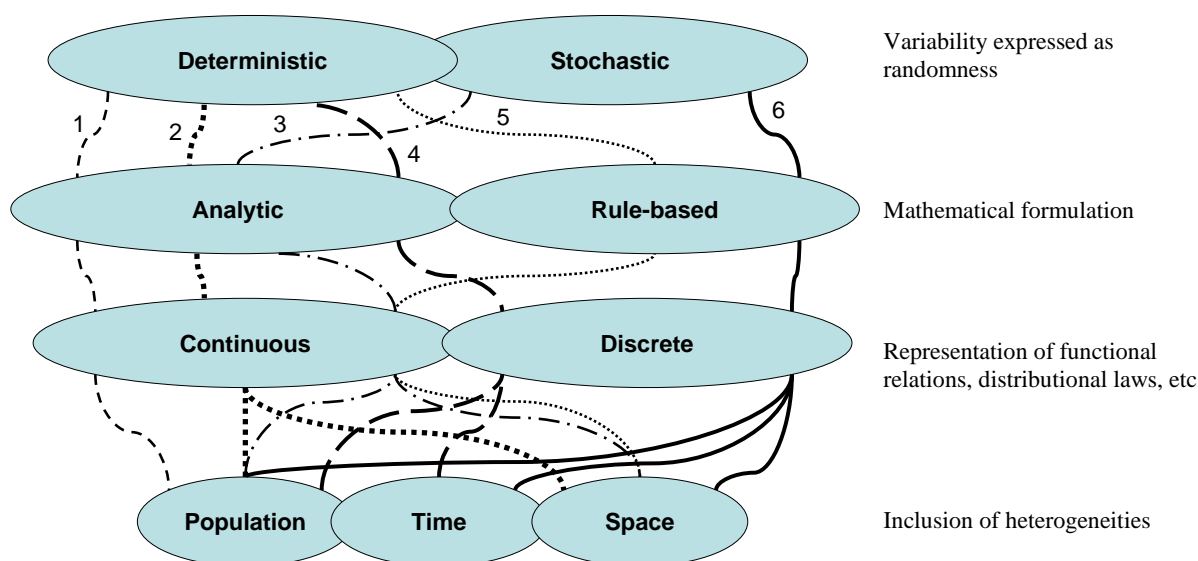 Deterministic
Stochastic
Variability expressed as
randomness
1
2
3
4
5
6
Analytic
Rule-based
Mathematical formulation
Continuous
Discrete
Representation of functional
relations, distributional laws, etc
Population
Time
Space
Inclusion of heterogeneities